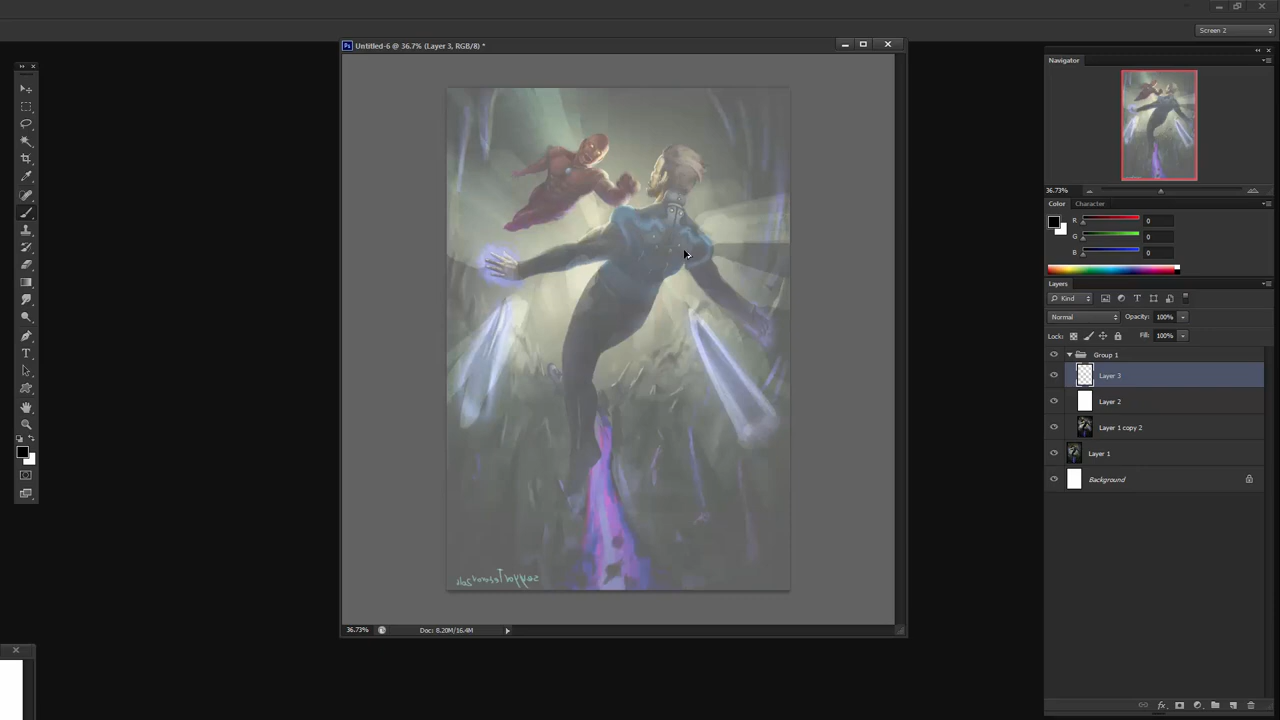 Screen 2
Untitled-6 @ 36.7% (Layer 3, RGB/8) *
Navigator
36.73%
Color Character
R 0
G 0
B 0
Layers
Kind
Normal Opacity: 100%
Lock: Fill: 100%
Group 1
Layer 3
Layer 2
Layer 1 copy 2
Layer 1
Background
36.73% Doc: 8.20M/16.4M